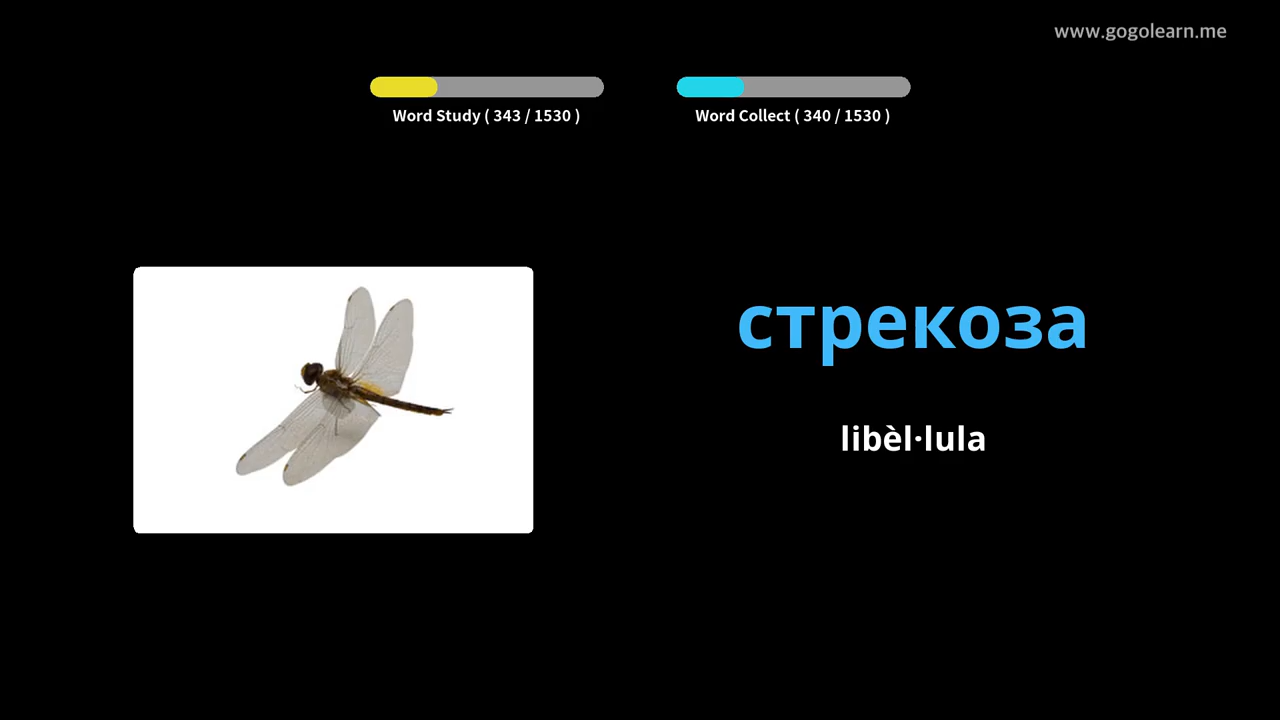 www.gogolearn.me
Word Study ( 343 / 1530 )
Word Collect ( 340 / 1530 )
стрекоза
libèl·lula